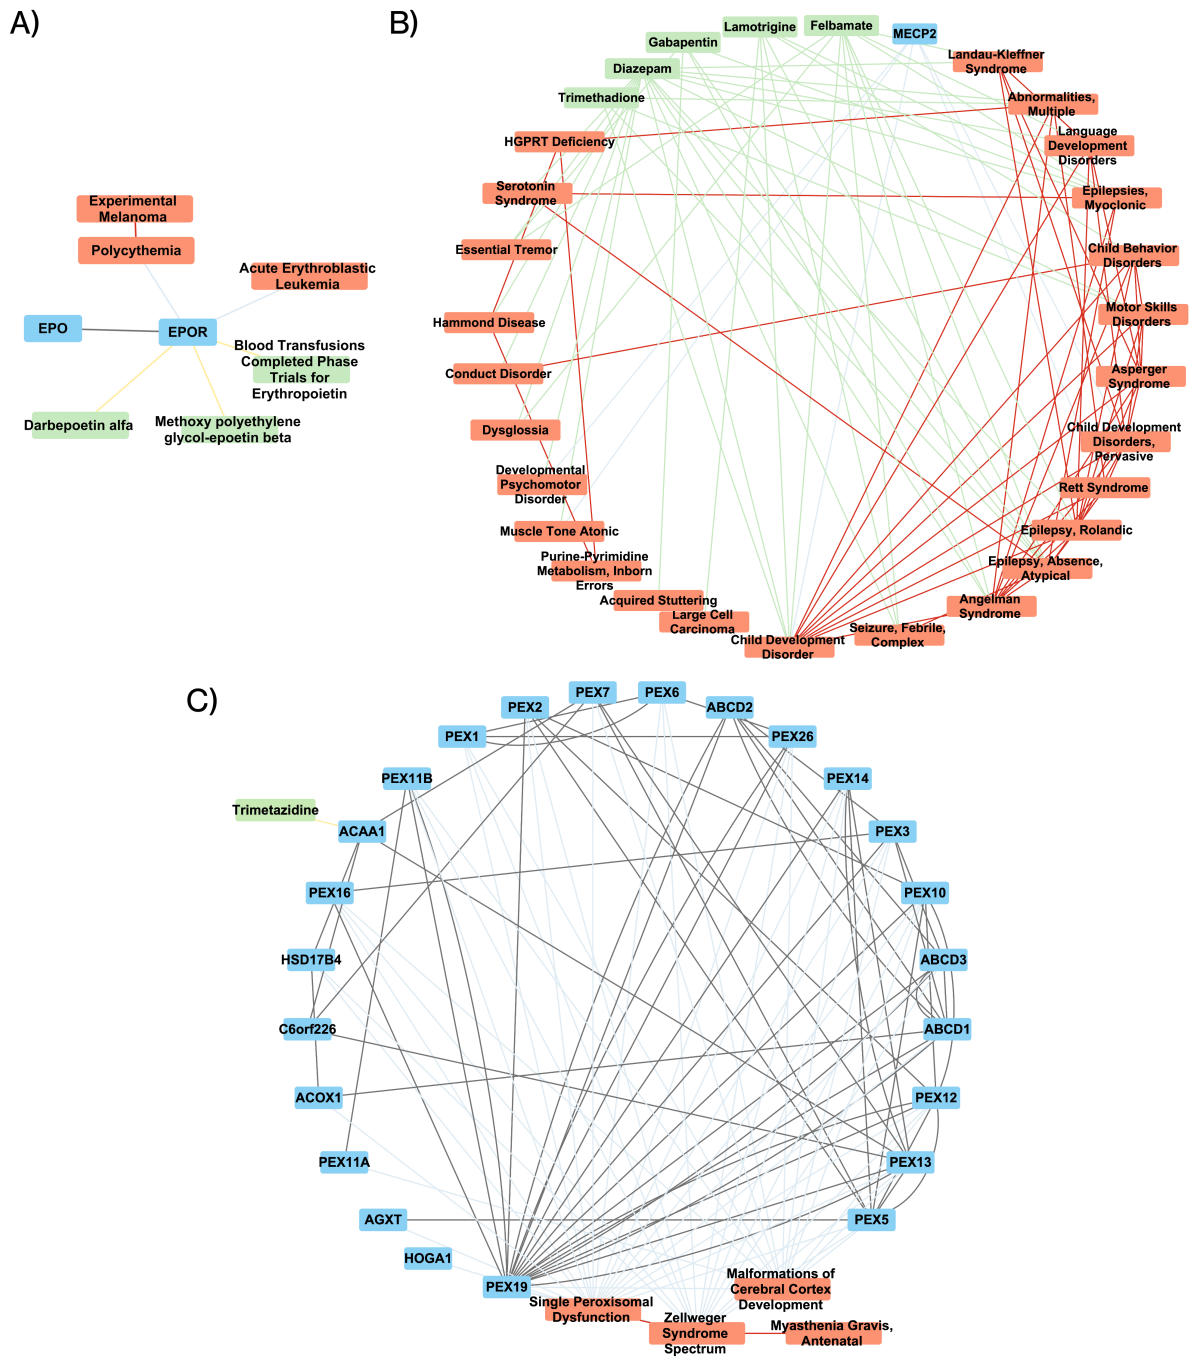 A)
Experimental
Melanoma
Polycythemia
Acute Erythroblastic
Leukemia
EPO
EPOR
Blood Transfusions
Completed Phase
Trials for
Erythropoietin
Darbepoetin alfa
Methoxy polyethylene
glycol-epoetin beta
B)
Felbamate
Lamotrigine
MECP2
Gabapentin
Landau-Kleffner
Syndrome
Diazepam
Trimethadione
Abnormalities,
Multiple
HGPRT Deficiency
Language
Development
Disorders
Serotonin
Syndrome
Epilepsies,
Myoclonic
Essential Tremor
Child Behavior
Disorders
Hammond Disease
Motor Skills
Disorders
Conduct Disorder
Asperger
Syndrome
Dysglossia
Child Development
Disorders,
Pervasive
Developmental
Psychomotor
Disorder
Rett Syndrome
Muscle Tone Atonic
Epilepsy, Rolandic
Purine-Pyrimidine
Metabolism, Inborn
Errors
Epilepsy, Absence,
Atypical
Acquired Stuttering
Angelman
Syndrome
Large Cell
Carcinoma
Child Development
Disorder
Seizure, Febrile,
Complex
C)
PEX7
PEX6
PEX2
ABCD2
PEX1
PEX26
PEX11B
PEX14
Trimetazidine
ACAA1
PEX3
PEX16
PEX10
HSD17B4
ABCD3
C6orf226
ABCD1
ACOX1
PEX12
PEX11A
PEX13
AGXT
PEX5
HOGA1
PEX19
Malformations of
Cerebral Cortex
Development
Single Peroxisomal
Dysfunction
Zellweger
Syndrome
Spectrum
Myasthenia Gravis,
Antenatal